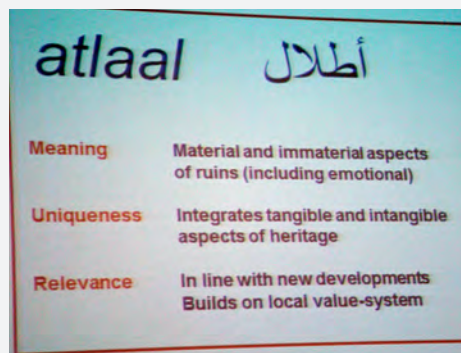 atlaal أطلال
Meaning Material and immaterial aspects
of ruins (including emotional)
Uniqueness Integrates tangible and intangible
aspects of heritage
Relevance In line with new developments
Builds on local value-system